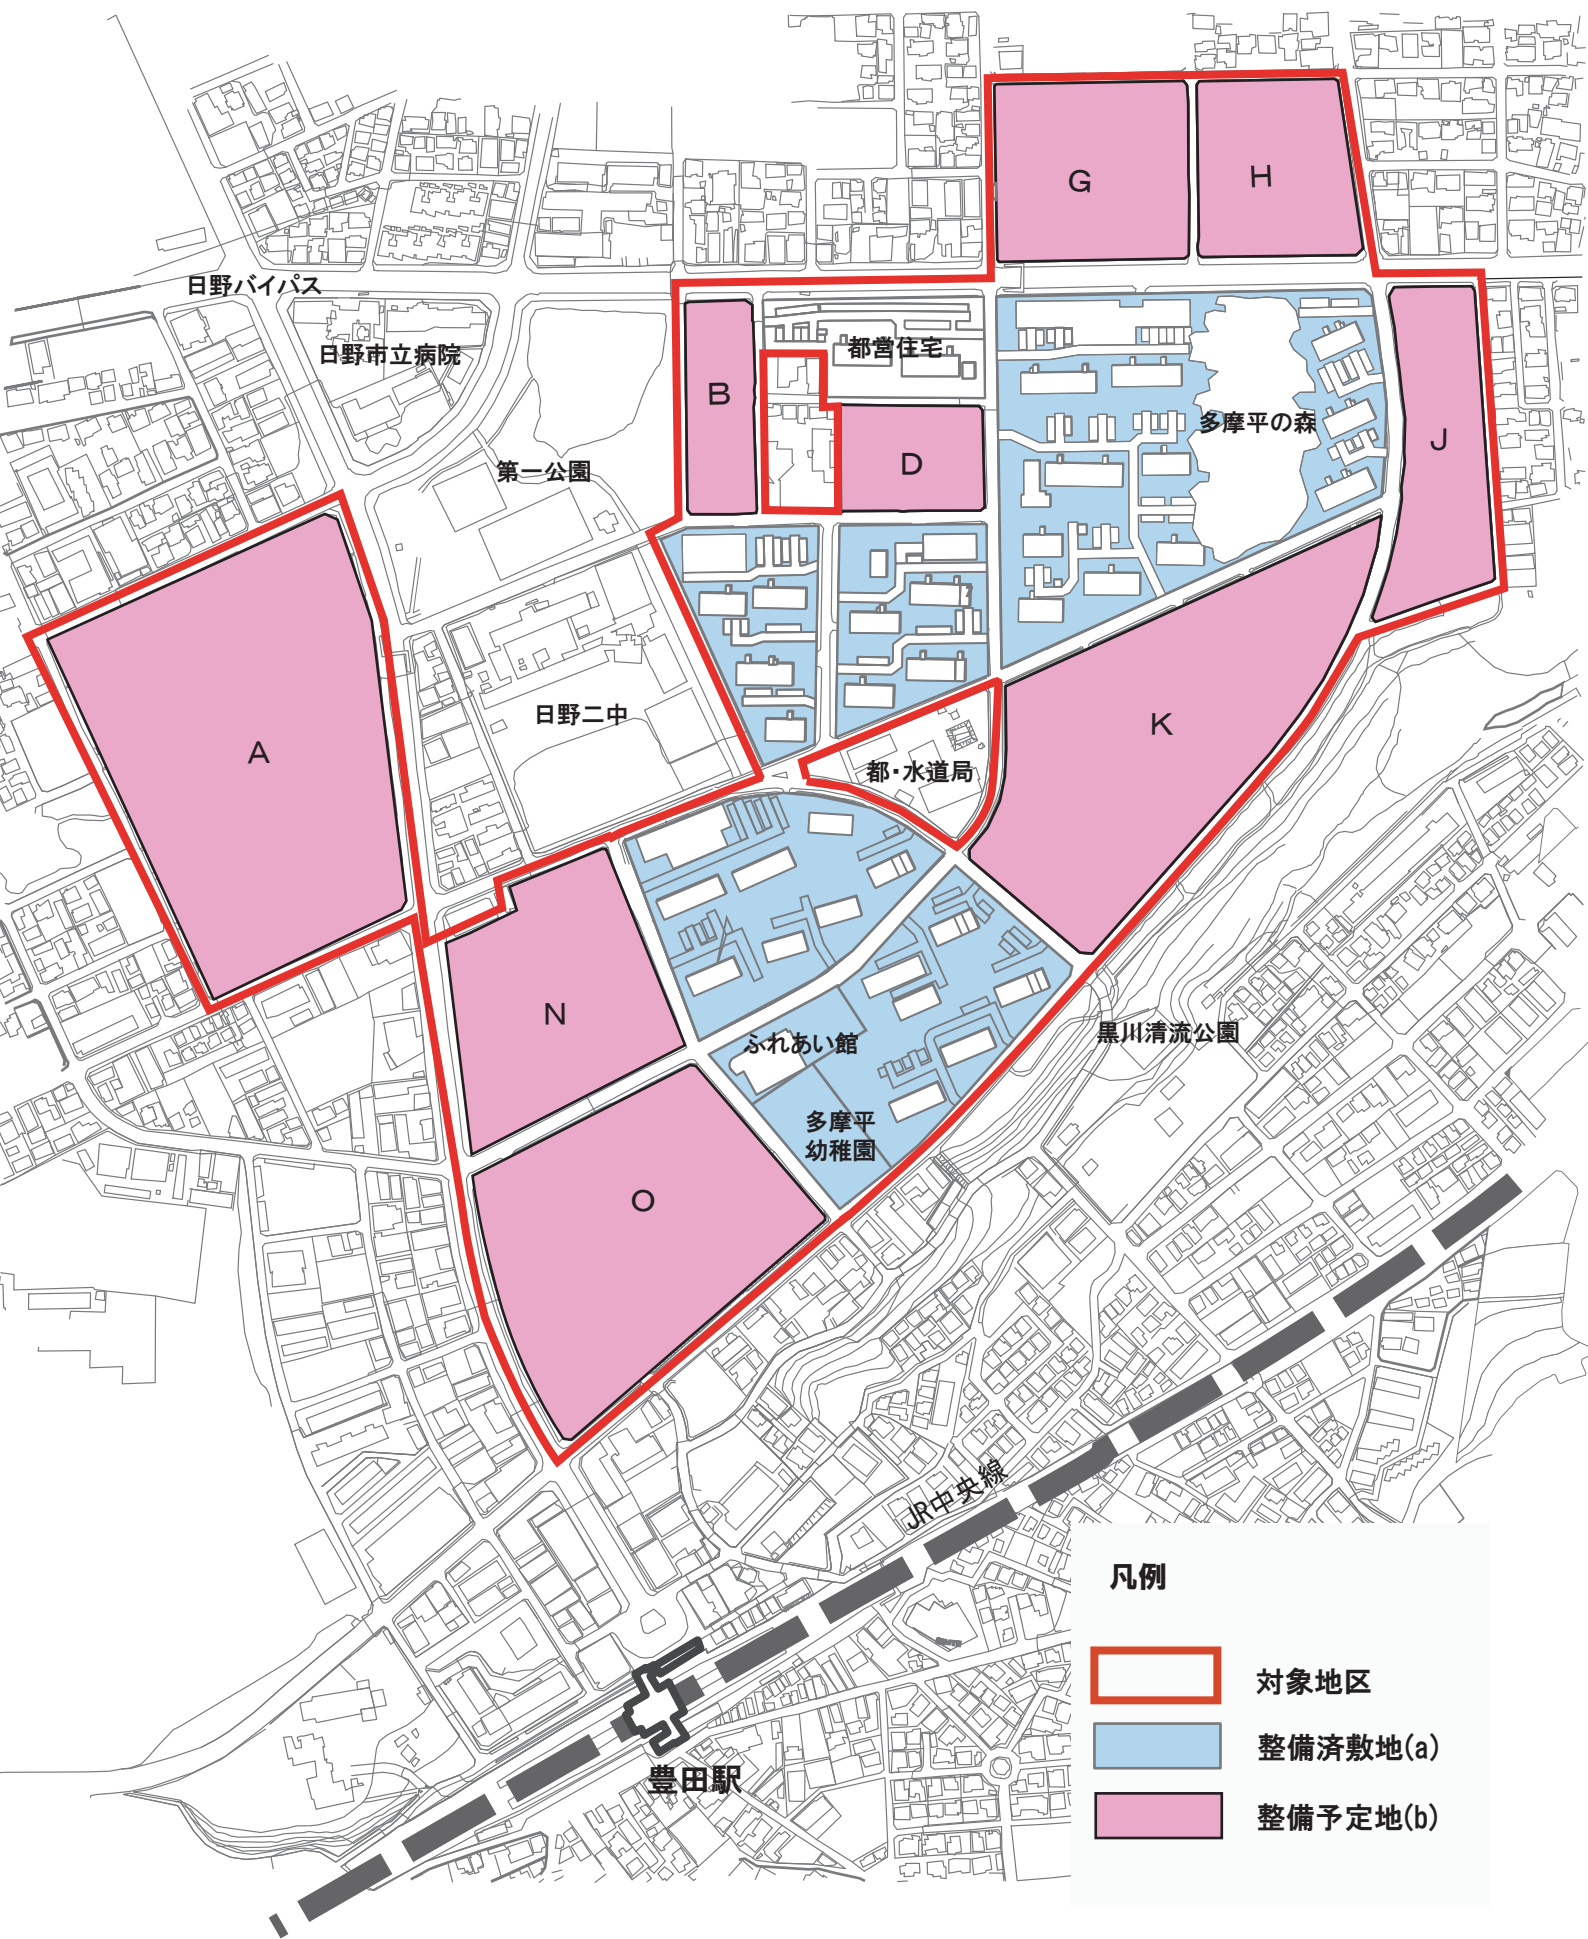 G
H
日野バイパス
日野市立病院
都営住宅
B
多摩平の森
J
第一公園
D
A
日野二中
K
都・水道局
N
ふれあい館
黒川清流公園
多摩平
幼稚園
O
JR中央線
豊田駅
凡例
対象地区
整備済敷地(a)
整備予定地(b)